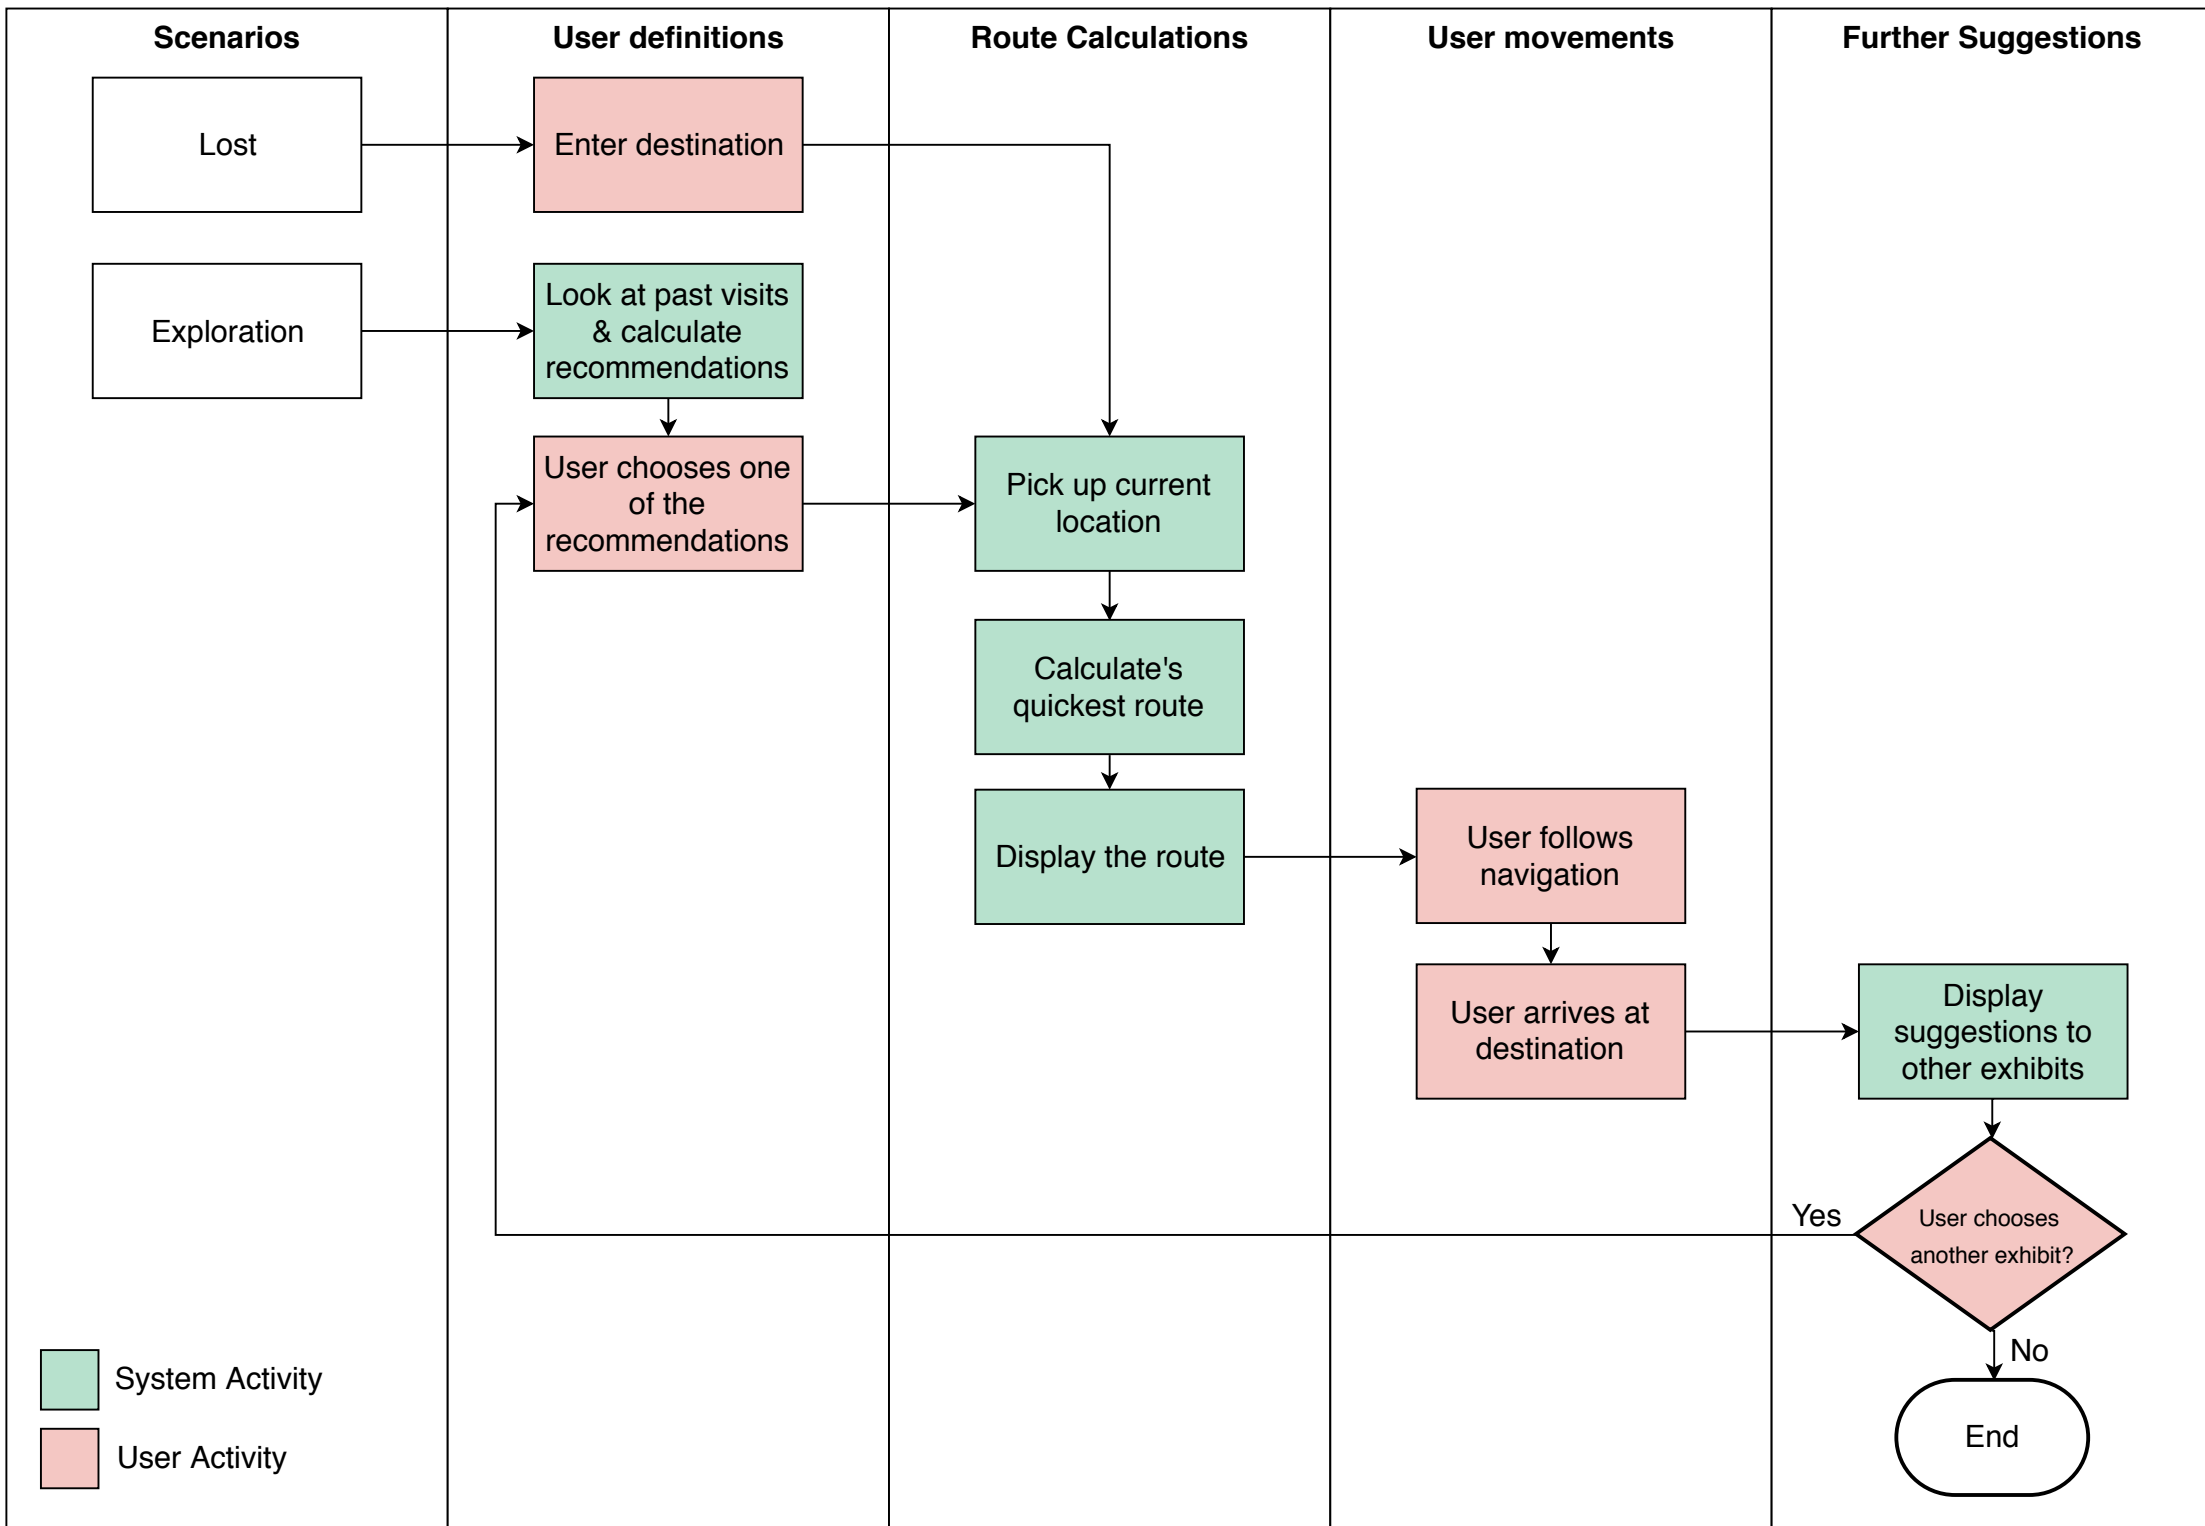 Scenarios
User definitions
Route Calculations
User movements
Further Suggestions
Lost
Enter destination
Exploration
Look at past visits
& calculate
recommendations
User chooses one
of the
recommendations
Pick up current
location
Calculate's
quickest route
Display the route
User follows
navigation
User arrives at
destination
Display
suggestions to
other exhibits
Yes
User chooses
another exhibit?
No
End
System Activity
User Activity